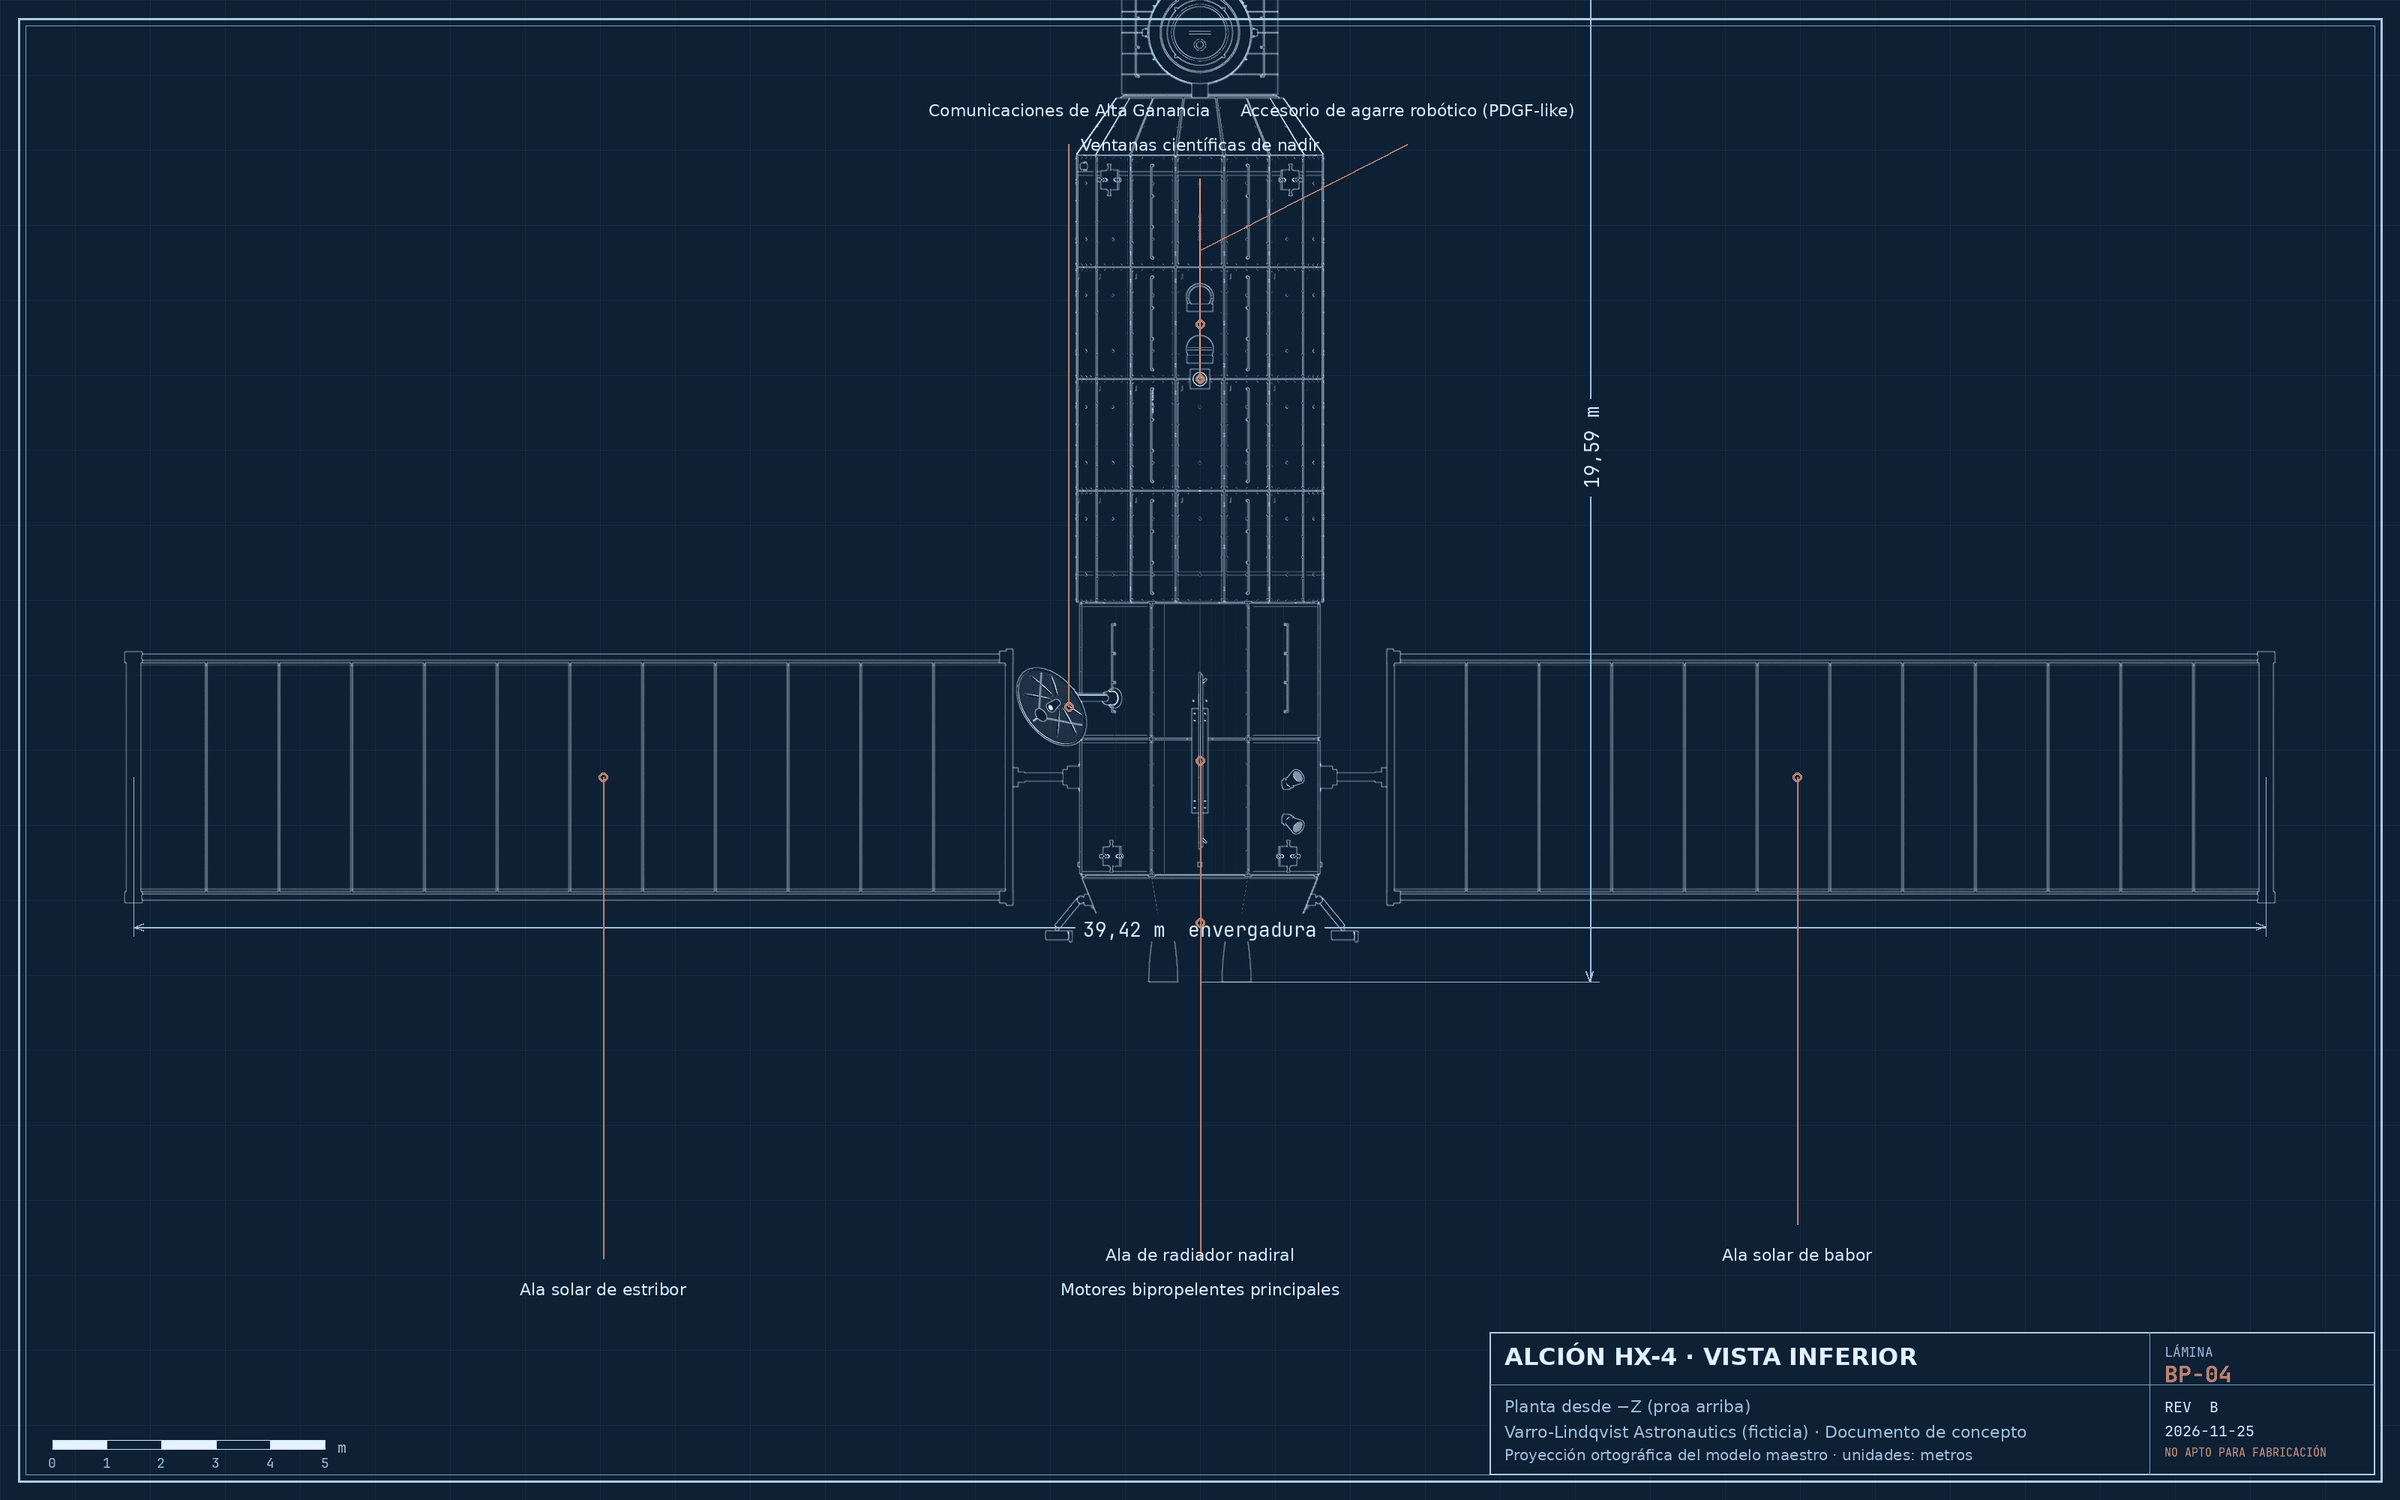 Comunicaciones de Alta Ganancia
Accesorio de agarre robótico (PDGF-like)
Ventanas científicas de nadir
19,59 m
39,42 m  envergadura
Ala de radiador nadiral
Ala solar de babor
Ala solar de estribor
Motores bipropelentes principales
ALCIÓN HX-4 · VISTA INFERIOR
LÁMINA
BP-04
Planta desde −Z (proa arriba)
REV  B
Varro-Lindqvist Astronautics (ficticia) · Documento de concepto
2026-11-25
Proyección ortográfica del modelo maestro · unidades: metros
NO APTO PARA FABRICACIÓN
m
0 1 2 3 4 5